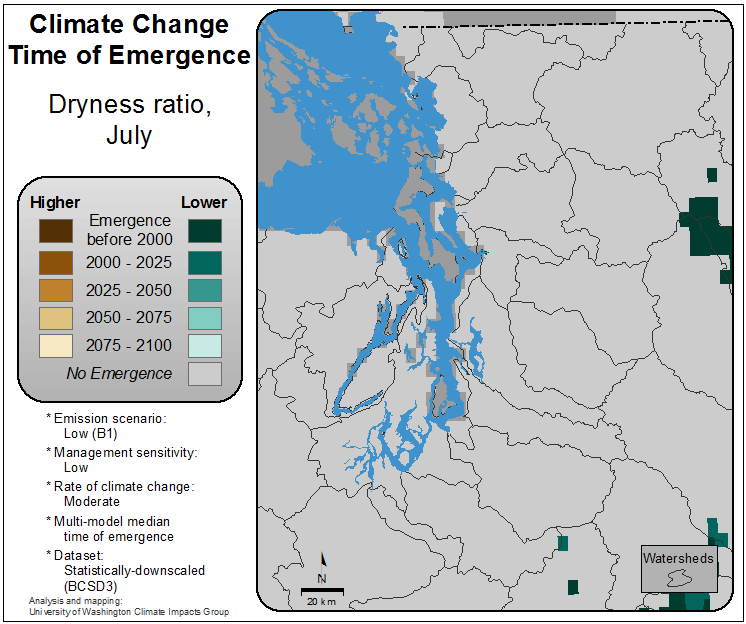 Climate Change
Time of Emergence
Dryness ratio,
July
Higher Lower
Emergence
before 2000
2000 - 2025
2025 - 2050
2050 - 2075
2075 - 2100
No Emergence
* Emission scenario:
Low (B1)
* Management sensitivity:
Low
* Rate of climate change:
Moderate
* Multi-model median
time of emergence
* Dataset:
Statistically-downscaled
(BCSD3)
Analysis and mapping:
University of Washington Climate Impacts Group
N
20 km
Watersheds